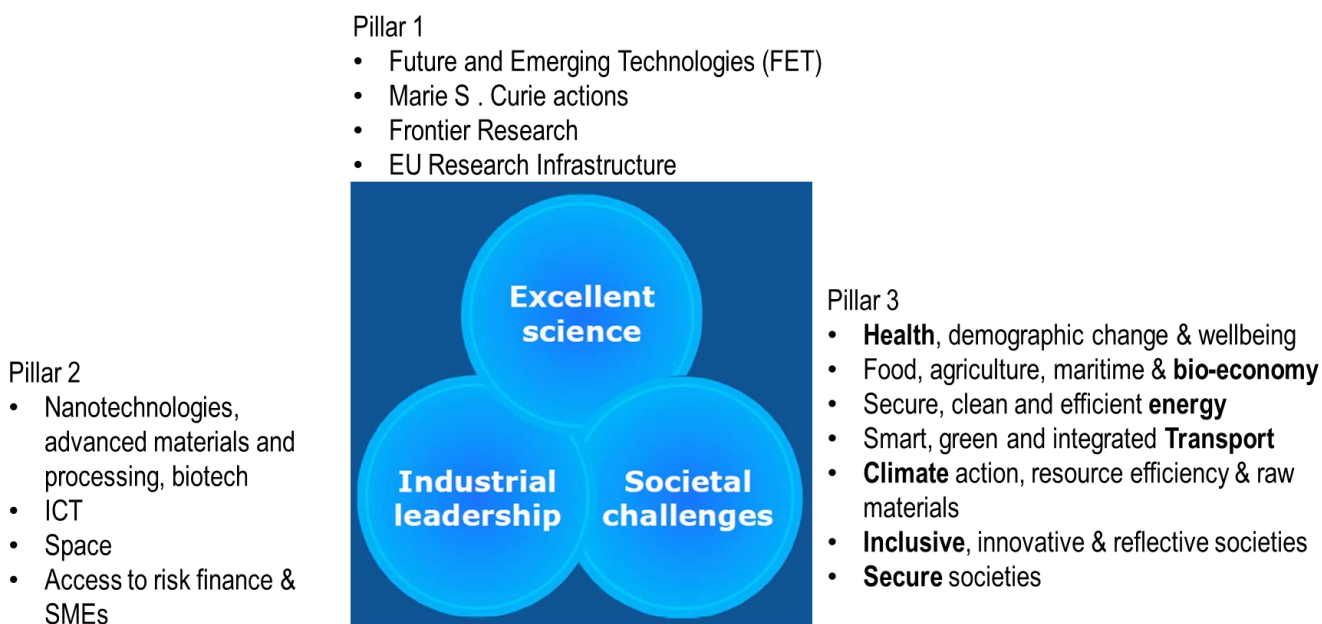 Pillar 1
• Future and Emerging Technologies (FET)
• Marie S . Curie actions
• Frontier Research
• EU Research Infrastructure
Excellent
science
Industrial
leadership
Societal
challenges
Pillar 2
• Nanotechnologies,
advanced materials and
processing, biotech
• ICT
• Space
• Access to risk finance &
SMEs
Pillar 3
• Health, demographic change & wellbeing
• Food, agriculture, maritime & bio-economy
• Secure, clean and efficient energy
• Smart, green and integrated Transport
• Climate action, resource efficiency & raw
materials
• Inclusive, innovative & reflective societies
• Secure societies